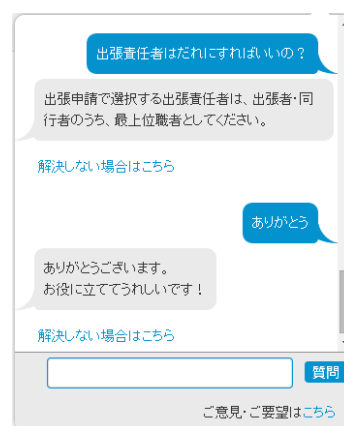 出張責任者はだれにすればいいの？
出張申請で選択する出張責任者は、出張者・同
行者のうち、最上位職者としてください。
解決しない場合はこちら
ありがとう
ありがとうございます。
お役に立ててうれしいです！
解決しない場合はこちら
質問
ご意見・ご要望はこちら